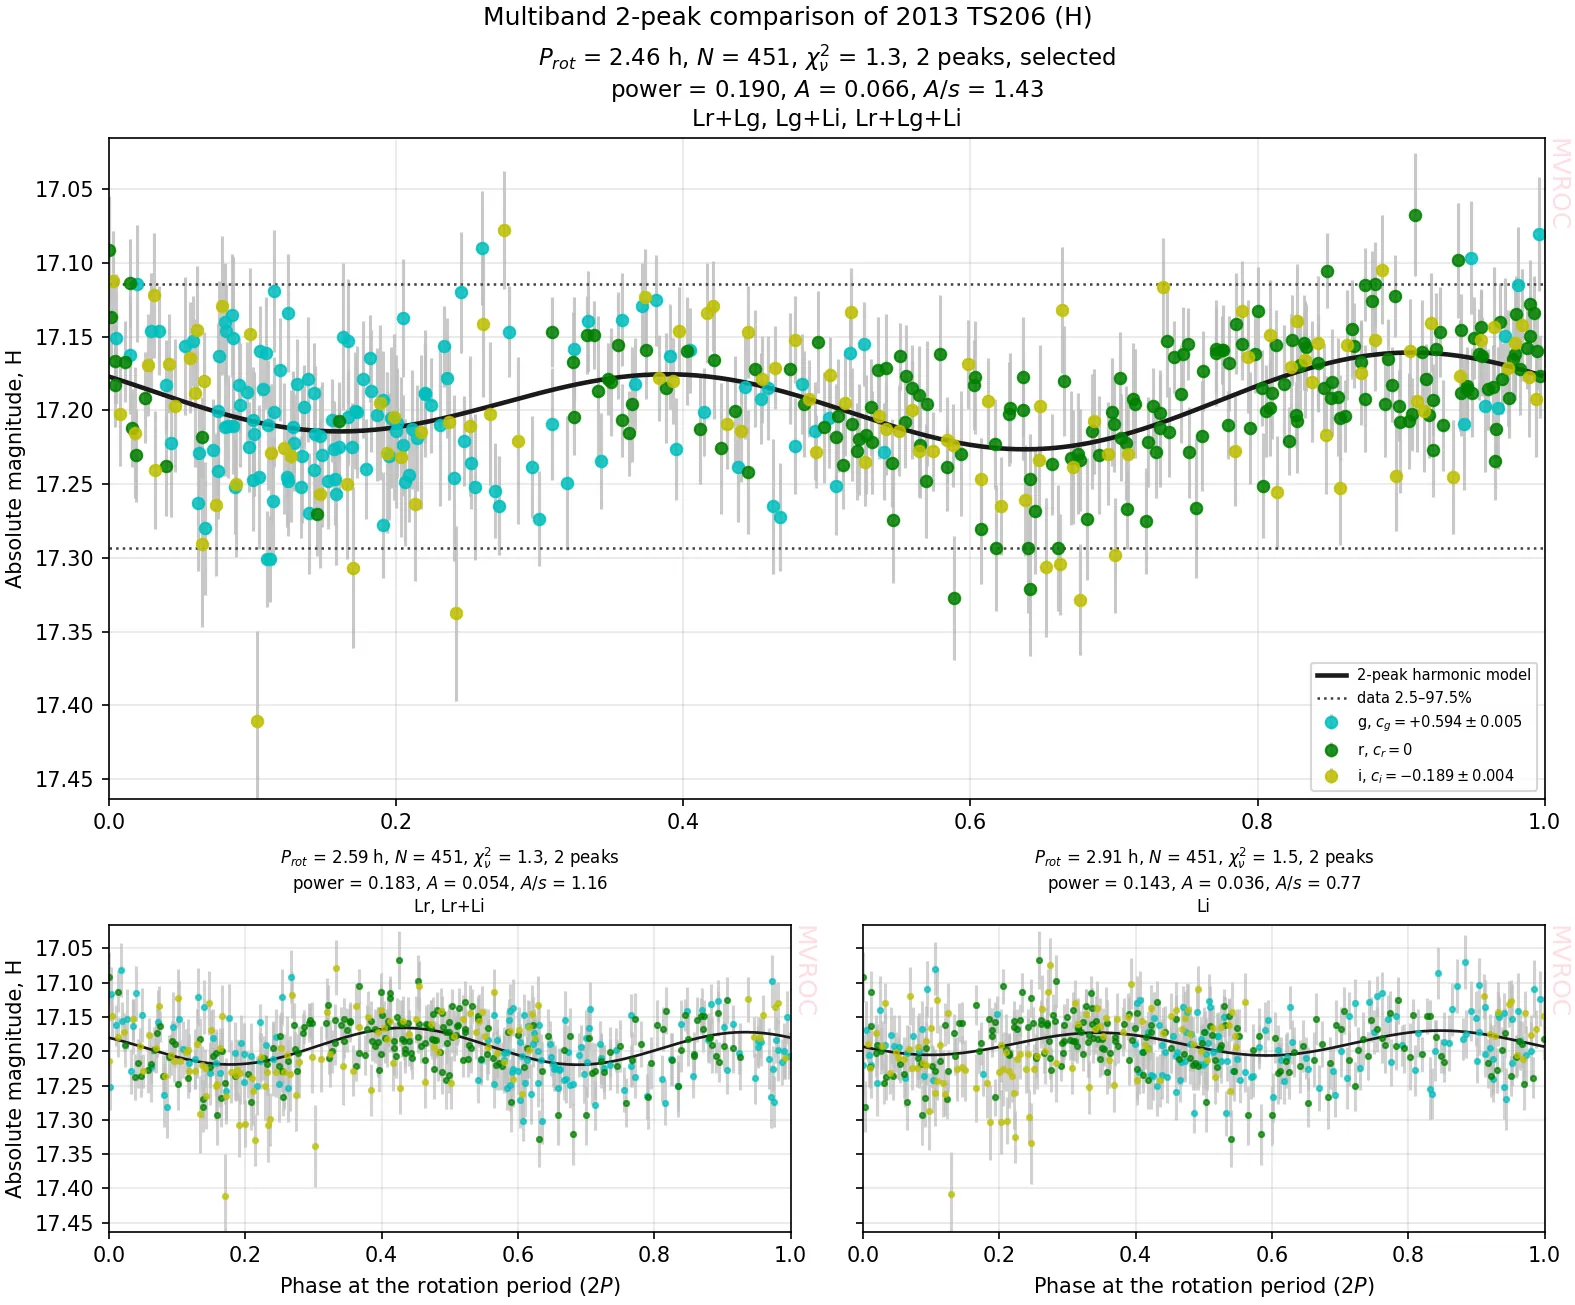 Multiband 2-peak comparison of 2013 TS206 (H)
P_rot = 2.46 h, N = 451, χ²_ν = 1.3, 2 peaks, selected
power = 0.190, A = 0.066, A/s = 1.43
Lr+Lg, Lg+Li, Lr+Lg+Li
MVROC
Absolute magnitude, H
17.05
17.10
17.15
17.20
17.25
17.30
17.35
17.40
17.45
2-peak harmonic model
data 2.5–97.5%
g, c_g = +0.594 ± 0.005
r, c_r = 0
i, c_i = −0.189 ± 0.004
0.0 0.2 0.4 0.6 0.8 1.0
P_rot = 2.59 h, N = 451, χ²_ν = 1.3, 2 peaks
power = 0.183, A = 0.054, A/s = 1.16
Lr, Lr+Li
MVROC
Absolute magnitude, H
17.05
17.10
17.15
17.20
17.25
17.30
17.35
17.40
17.45
0.0 0.2 0.4 0.6 0.8 1.0
Phase at the rotation period (2P)
P_rot = 2.91 h, N = 451, χ²_ν = 1.5, 2 peaks
power = 0.143, A = 0.036, A/s = 0.77
Li
MVROC
0.0 0.2 0.4 0.6 0.8 1.0
Phase at the rotation period (2P)